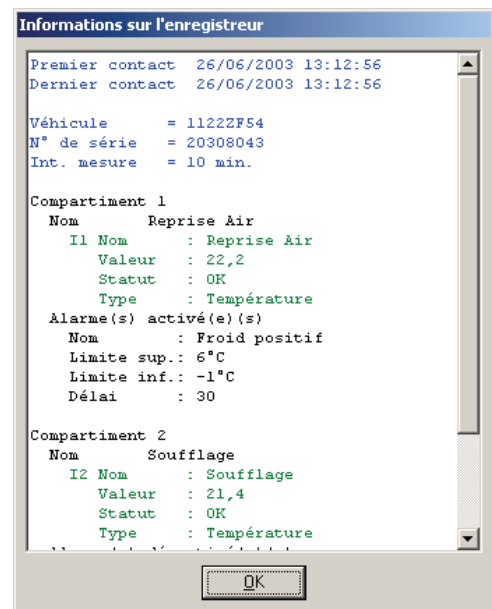 Informations sur l'enregistreur
Premier contact 26/06/2003 13:12:56
Dernier contact 26/06/2003 13:12:56
Véhicule = 1122ZF54
N° de série = 20308043
Int. mesure = 10 min.
Compartiment 1
Nom Reprise Air
I1 Nom : Reprise Air
Valeur : 22,2
Statut : OK
Type : Température
Alarme(s) activé(e)(s)
Nom : Froid positif
Limite sup.: 6°C
Limite inf.: -1°C
Délai : 30
Compartiment 2
Nom Soufflage
I2 Nom : Soufflage
Valeur : 21,4
Statut : OK
Type : Température
OK